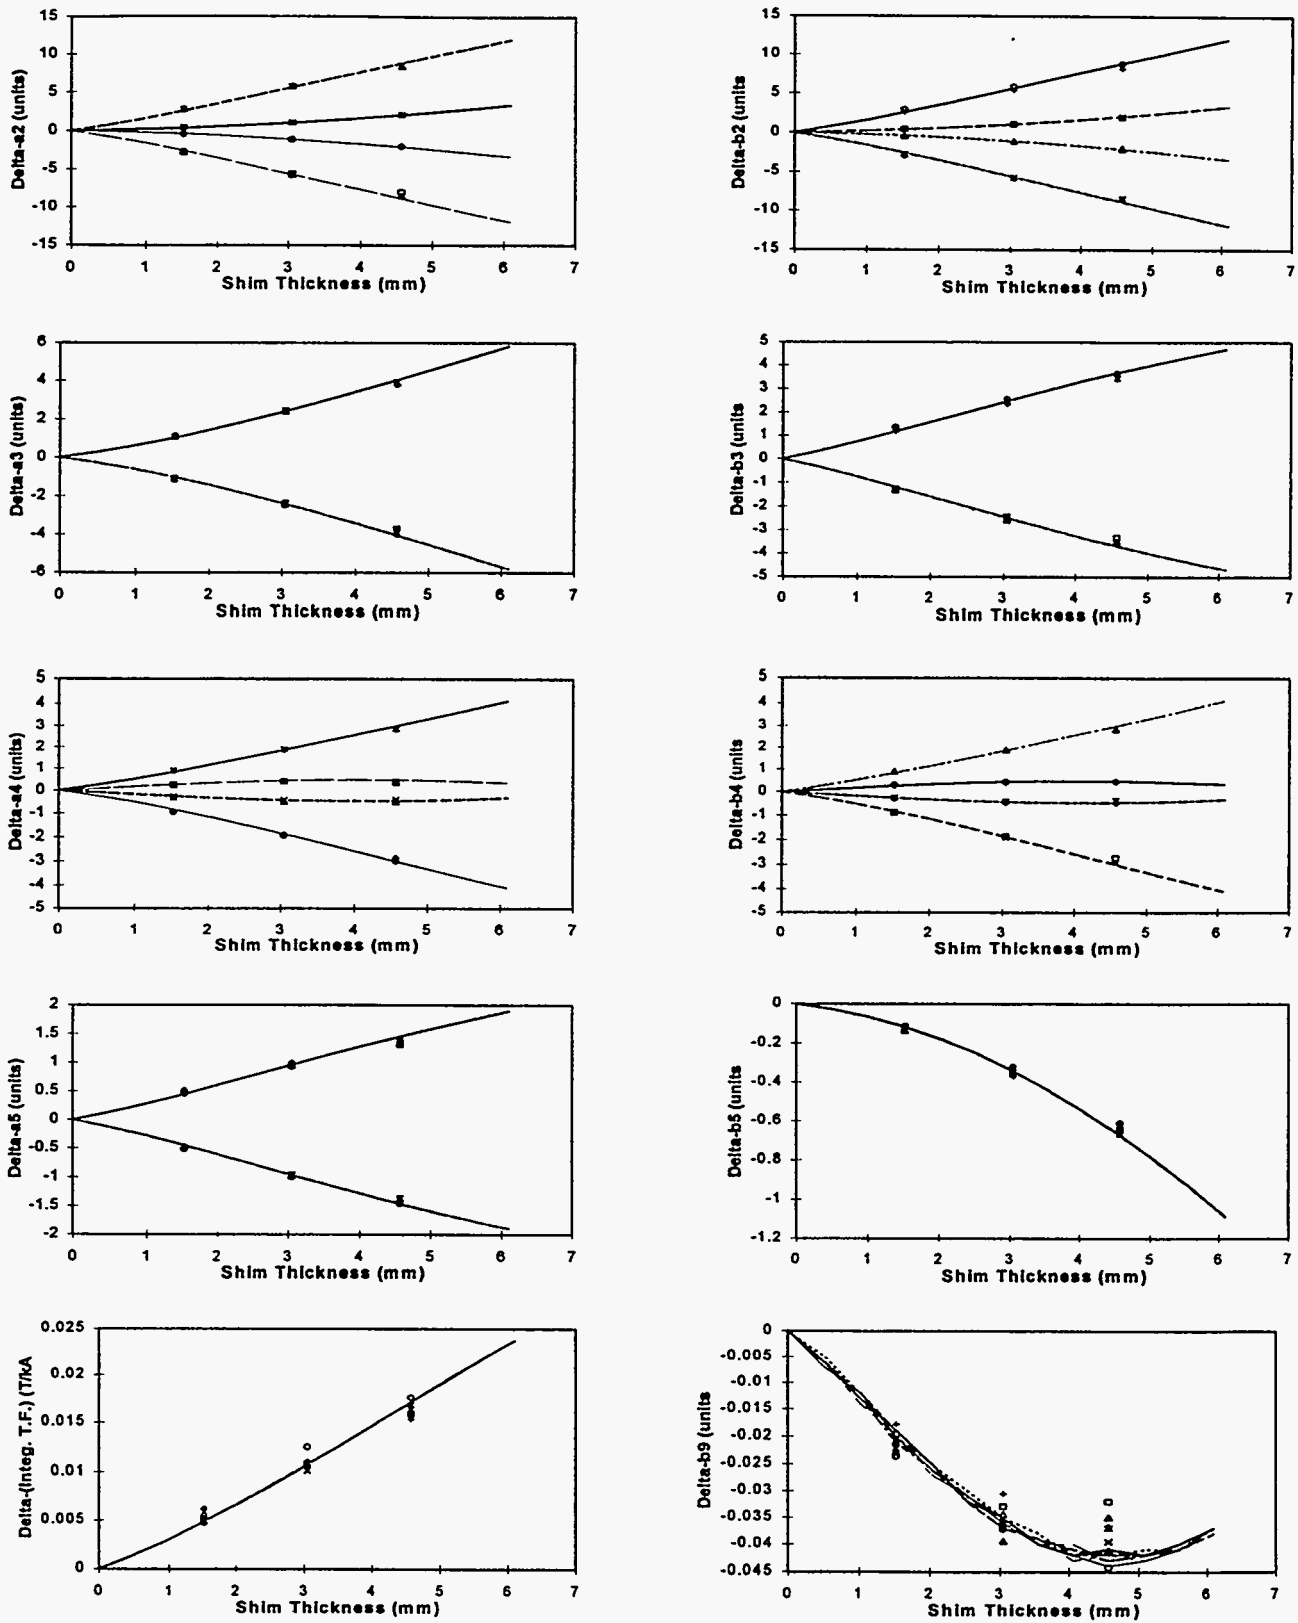 Delta-a2 (units)
15
10
5
0
-5
-10
-15
0 1 2 3 4 5 6 7
Shim Thickness (mm)
Delta-b2 (units
15
10
5
0
-5
-10
-15
0 1 2 3 4 5 6 7
Shim Thickness (mm)
Delta-a3 (units)
6
4
2
0
-2
-4
-6
0 1 2 3 4 5 6 7
Shim Thickness (mm)
Delta-b3 (units
5
4
3
2
1
0
-1
-2
-3
-4
-5
0 1 2 3 4 5 6 7
Shim Thickness (mm)
Delta-a4 (units)
5
4
3
2
1
0
-1
-2
-3
-4
-5
0 1 2 3 4 5 6 7
Shim Thickness (mm)
Delta-b4 (units
5
4
3
2
1
0
-1
-2
-3
-4
-5
0 1 2 3 4 5 6 7
Shim Thickness (mm)
Delta-a5 (units)
2
1.5
1
0.5
0
-0.5
-1
-1.5
-2
0 1 2 3 4 5 6 7
Shim Thickness (mm)
Delta-b5 (units
0
-0.2
-0.4
-0.6
-0.8
-1
-1.2
0 1 2 3 4 5 6 7
Shim Thickness (mm)
Delta-(Integ. T.F.) (T/kA
0.025
0.02
0.015
0.01
0.005
0
0 1 2 3 4 5 6 7
Shim Thickness (mm)
Delta-b9 (units
0
-0.005
-0.01
-0.015
-0.02
-0.025
-0.03
-0.035
-0.04
-0.045
0 1 2 3 4 5 6 7
Shim Thickness (mm)